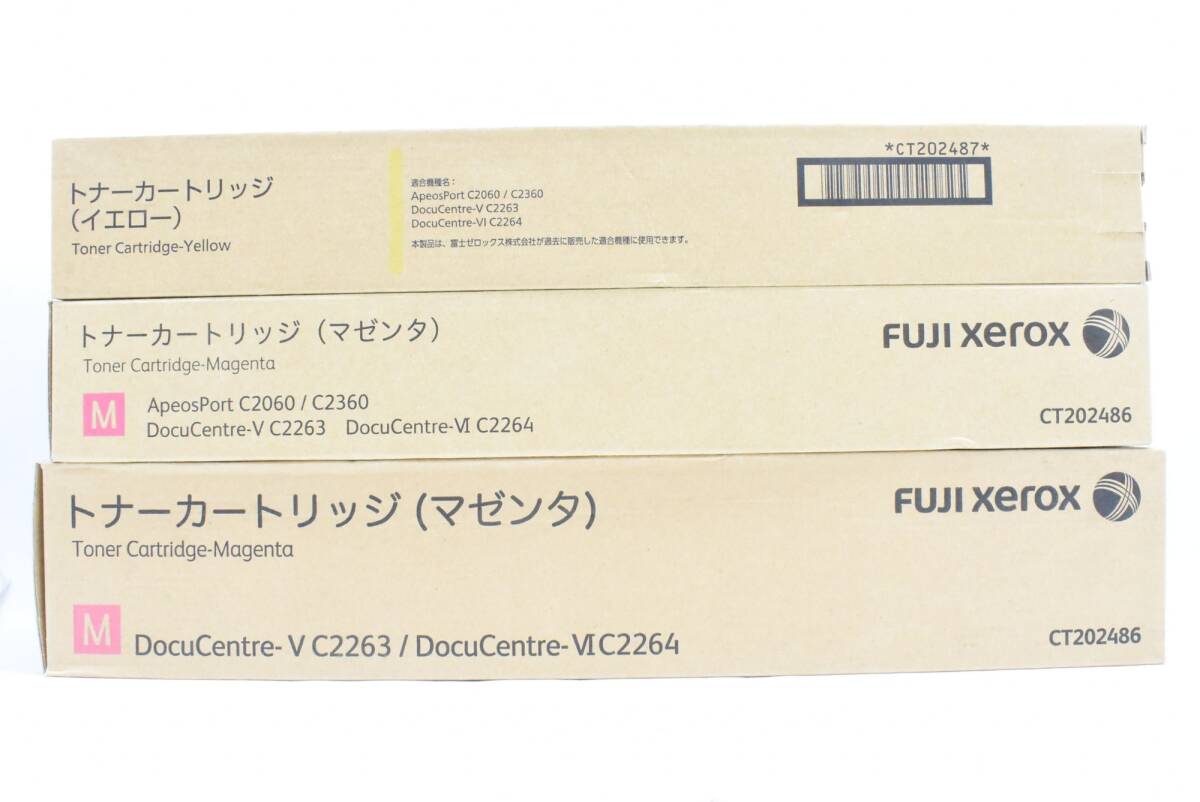 トナーカートリッジ
(イエロー)
Toner Cartridge-Yellow
適合機種名：
ApeosPort C2060 / C2360
DocuCentre-V C2263
DocuCentre-VI C2264
本製品は、富士ゼロックス株式会社が過去に販売した適合機種に使用できます。
*CT202487*
トナーカートリッジ（マゼンタ）
Toner Cartridge-Magenta
M
ApeosPort C2060 / C2360
DocuCentre-V C2263 DocuCentre-VI C2264
FUJI xerox
CT202486
トナーカートリッジ (マゼンタ)
Toner Cartridge-Magenta
M
DocuCentre- V C2263 / DocuCentre-VI C2264
FUJI xerox
CT202486